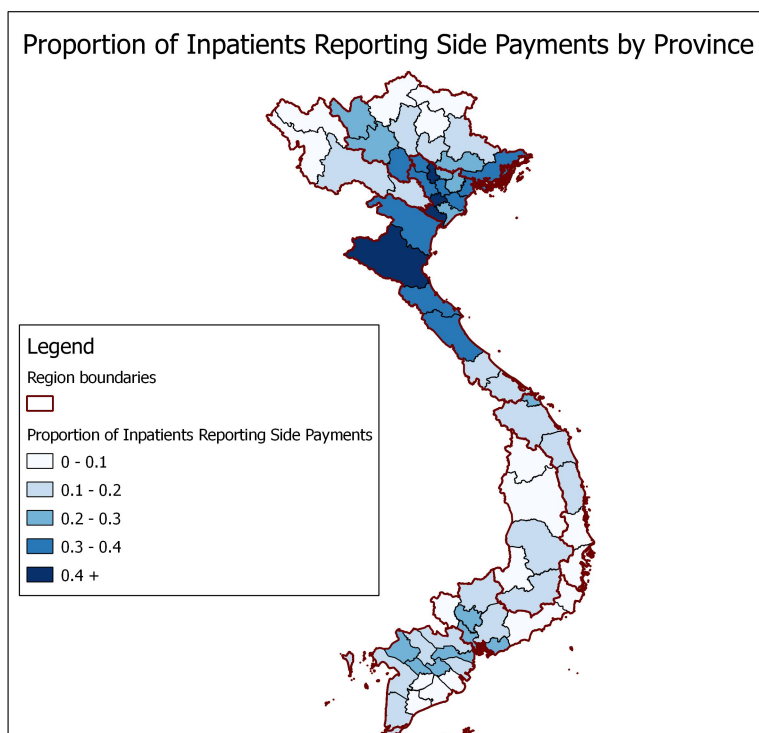 Proportion of Inpatients Reporting Side Payments by Province
Legend
Region boundaries
Proportion of Inpatients Reporting Side Payments
0 - 0.1
0.1 - 0.2
0.2 - 0.3
0.3 - 0.4
0.4 +